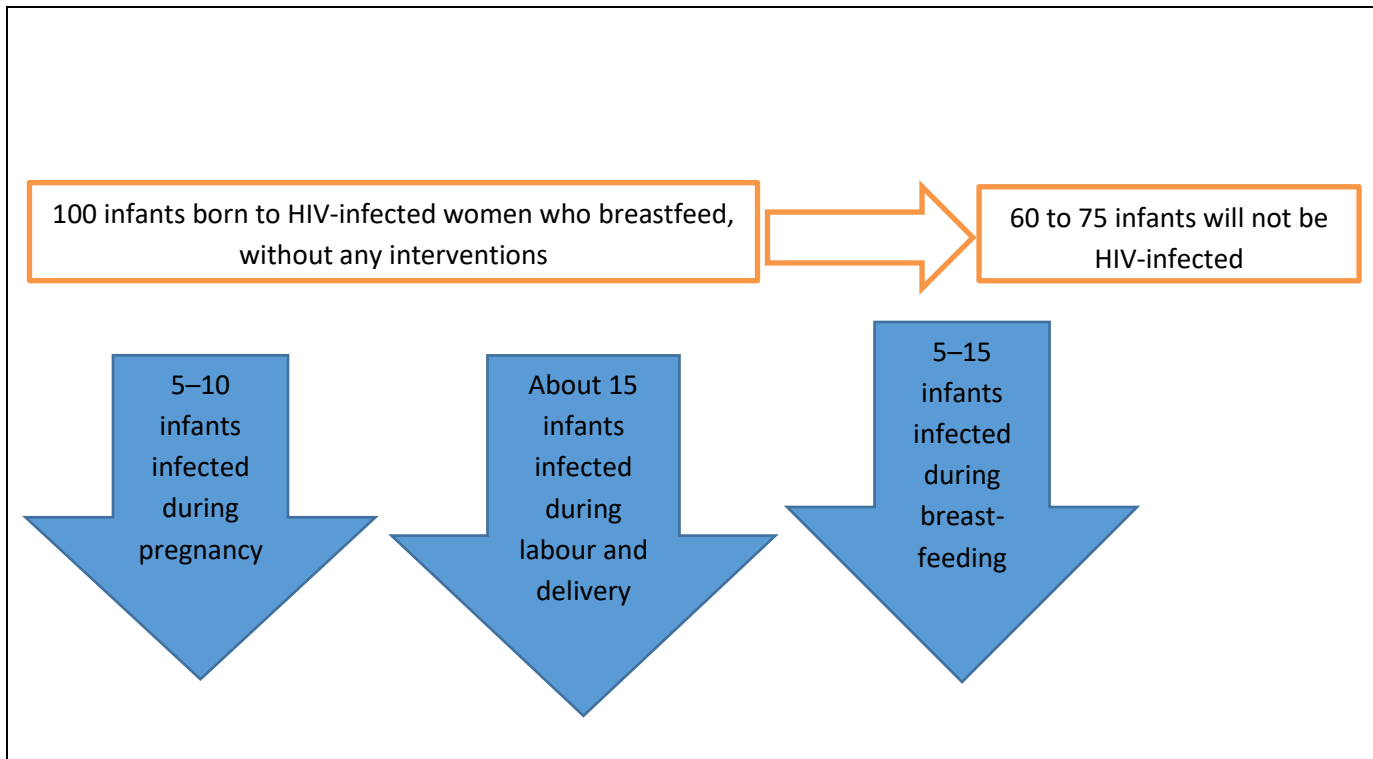 100 infants born to HIV-infected women who breastfeed,
without any interventions
60 to 75 infants will not be
HIV-infected
5–10
infants
infected
during
pregnancy
About 15
infants
infected
during
labour and
delivery
5–15
infants
infected
during
breast-
feeding